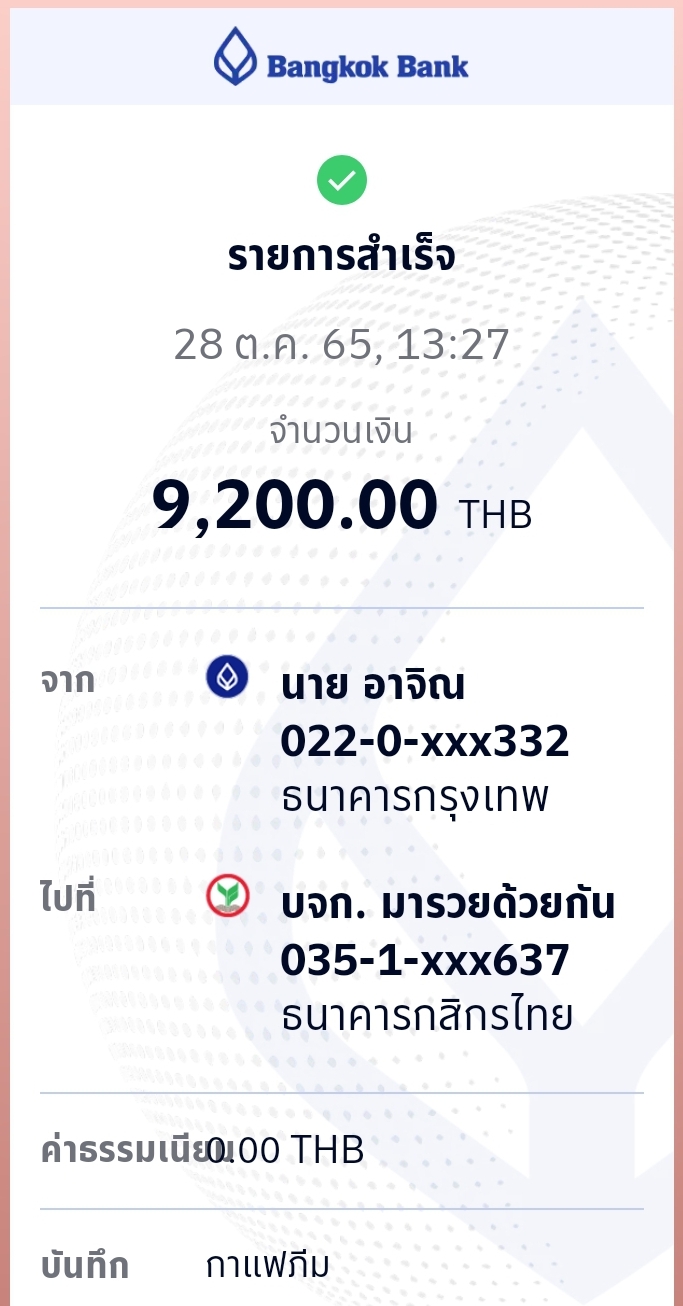 Bangkok Bank
รายการสำเร็จ
28 ต.ค. 65, 13:27
จำนวนเงิน
9,200.00 THB
จาก
นาย อาจิณ
022-0-xxx332
ธนาคารกรุงเทพ
ไปที่
บจก. มารวยด้วยกัน
035-1-xxx637
ธนาคารกสิกรไทย
ค่าธรรมเนียม 0.00 THB
บันทึก กาแฟภีม